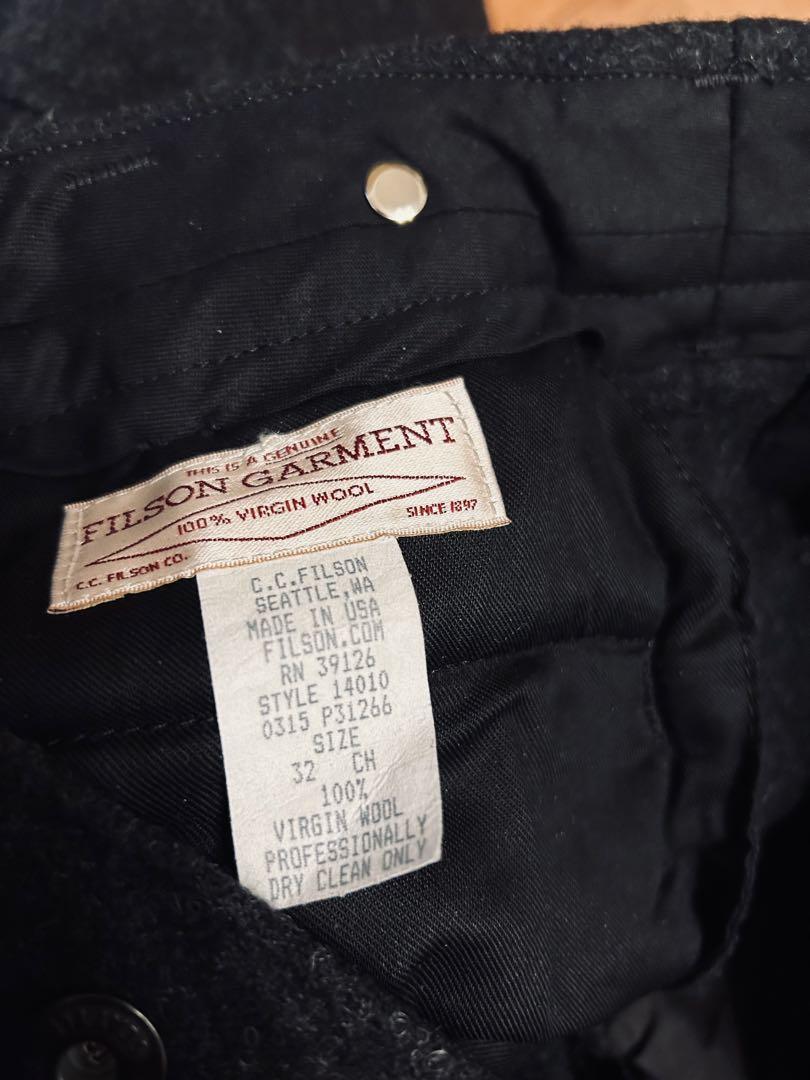 THIS IS A GENUINE
FILSON GARMENT
100% VIRGIN WOOL
SINCE 1897
C.C. FILSON CO.
C.C.FILSON
SEATTLE,WA
MADE IN USA
FILSON.COM
RN 39126
STYLE 14010
0315 P31266
SIZE
32 CH
100%
VIRGIN WOOL
PROFESSIONALLY
DRY CLEAN ONLY